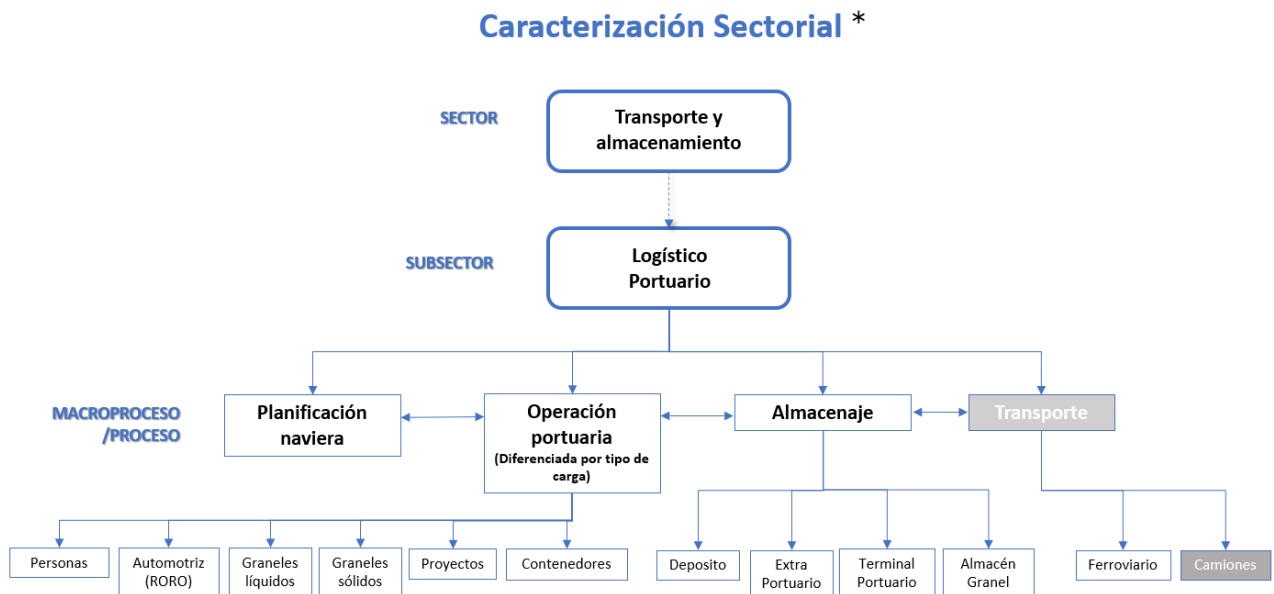 Caracterización Sectorial *
SECTOR
Transporte y
almacenamiento
SUBSECTOR
Logístico
Portuario
MACROPROCESO
/PROCESO
Planificación
naviera
Operación
portuaria
(Diferenciada por tipo de
carga)
Almacenaje
Transporte
Personas
Automotriz
(RORO)
Graneles
líquidos
Graneles
sólidos
Proyectos
Contenedores
Deposito
Extra
Portuario
Terminal
Portuario
Almacén
Granel
Ferroviario
Camiones